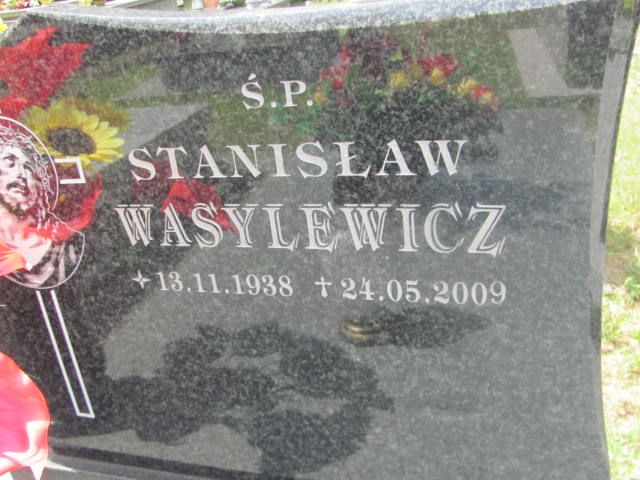 Ś.P.
STANISŁAW
WASYLEWICZ
✦13.11.1938 ✝24.05.2009